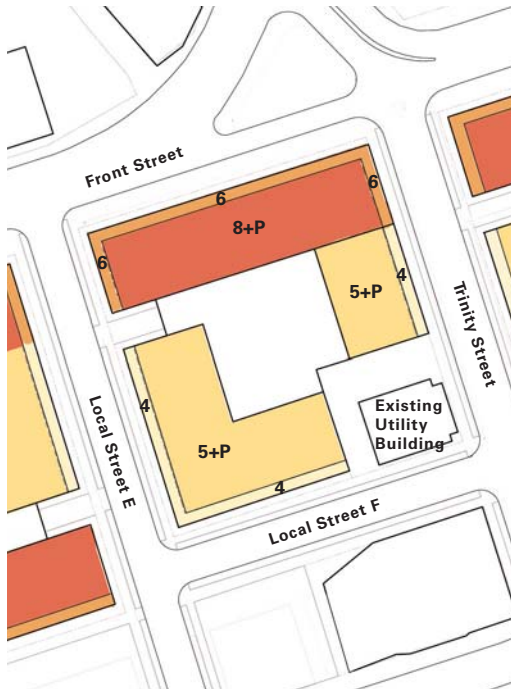 Front Street
6
6
8+P
6
4
5+P
Trinity Street
4
Existing
Utility
Building
Local Street E
5+P
4
Local Street F